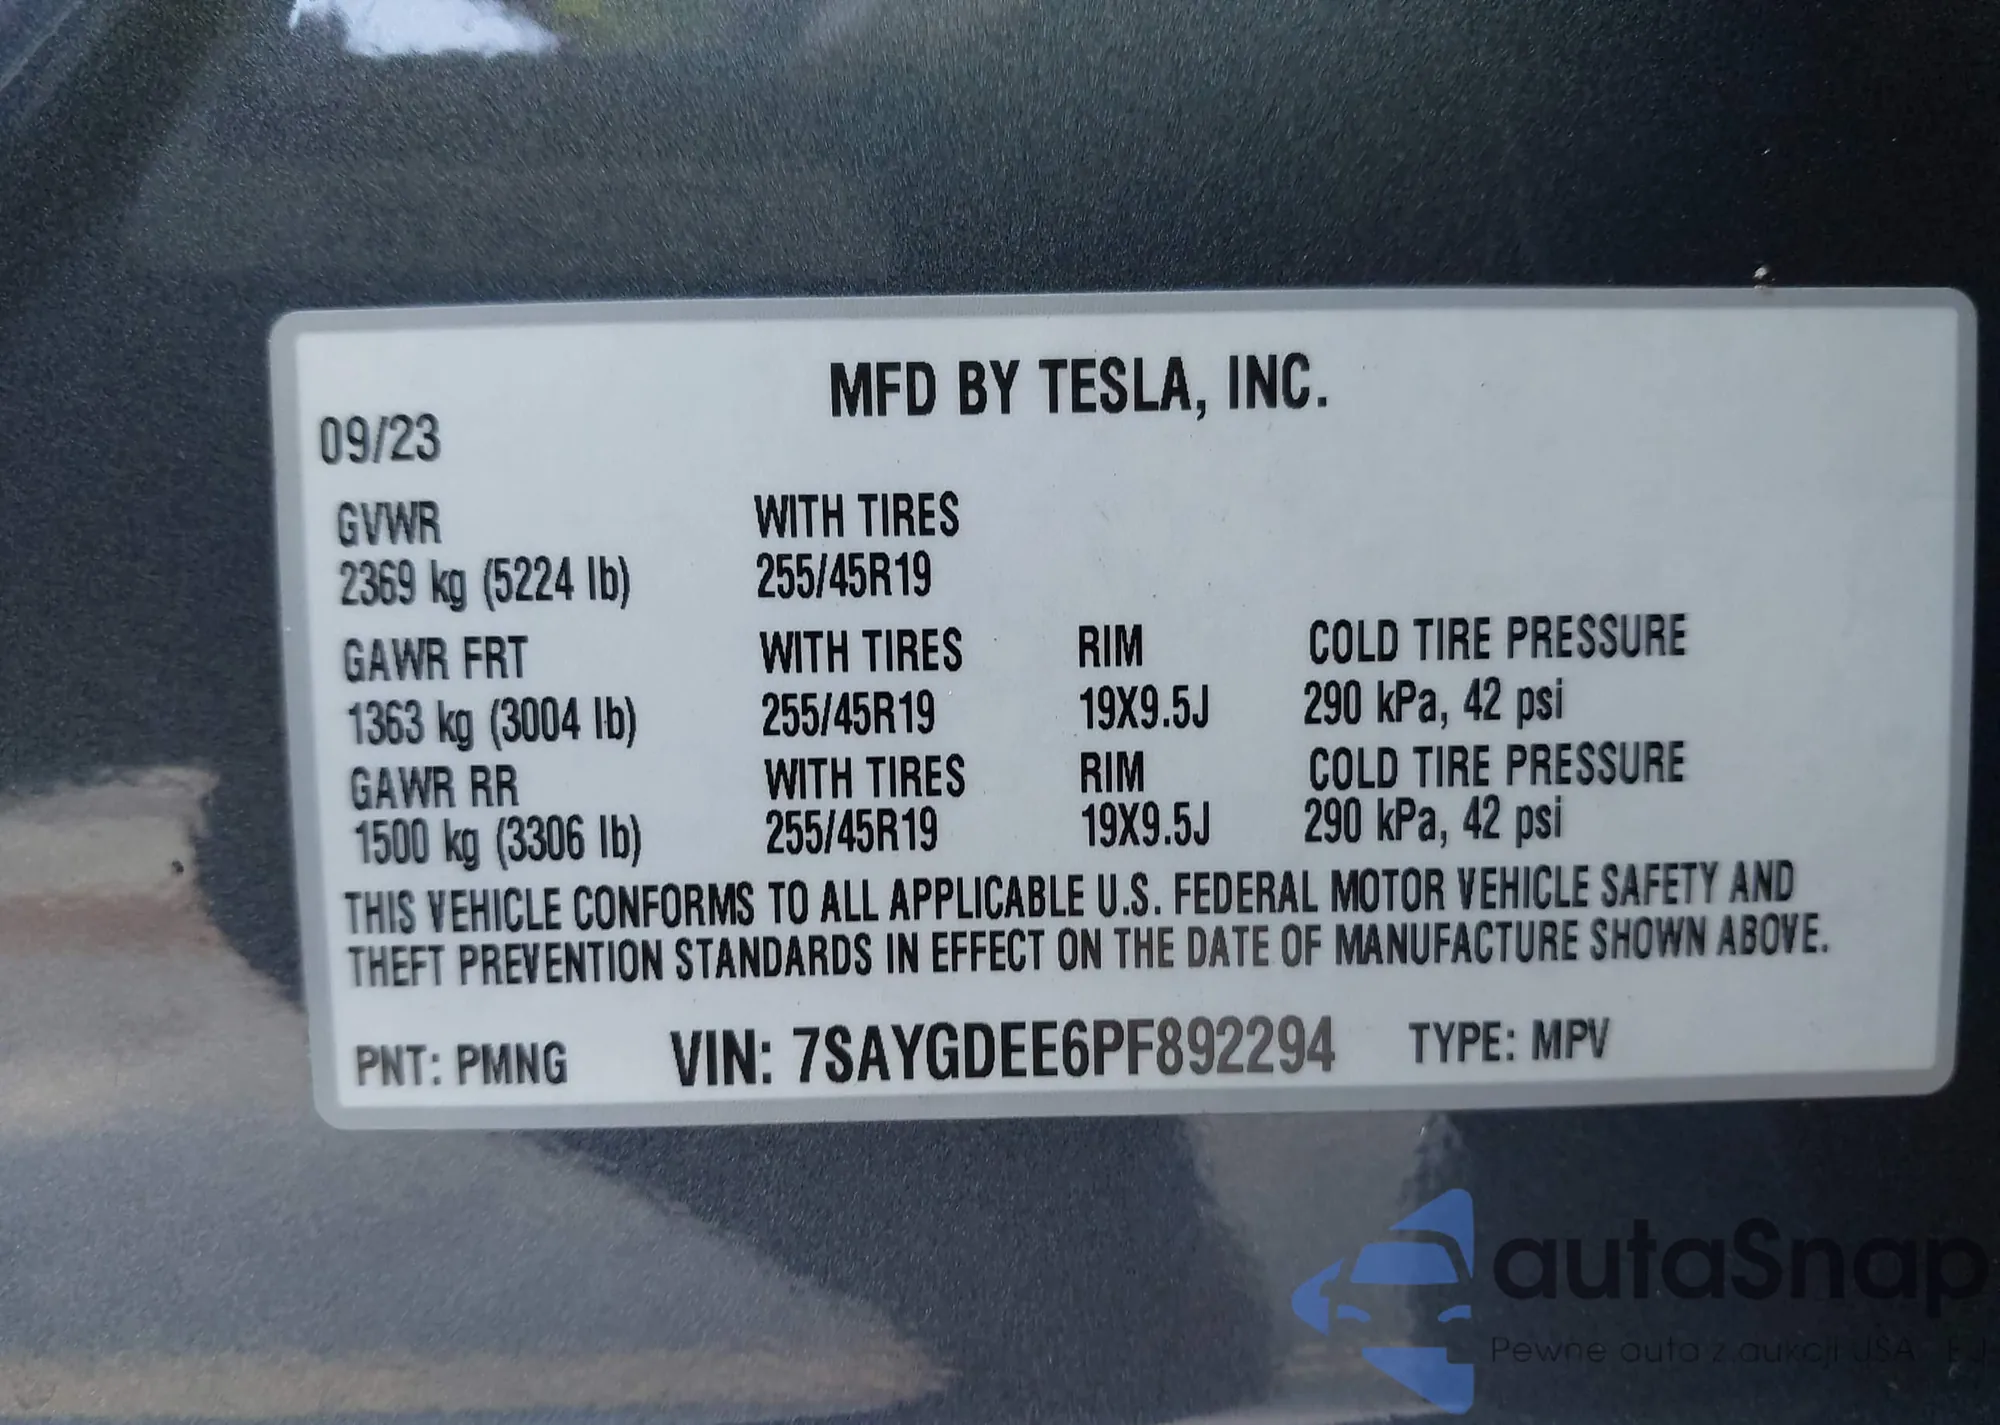 MFD BY TESLA, INC.
09/23
GVWR WITH TIRES
2369 kg (5224 lb) 255/45R19
GAWR FRT WITH TIRES RIM COLD TIRE PRESSURE
1363 kg (3004 lb) 255/45R19 19X9.5J 290 kPa, 42 psi
GAWR RR WITH TIRES RIM COLD TIRE PRESSURE
1500 kg (3306 lb) 255/45R19 19X9.5J 290 kPa, 42 psi
THIS VEHICLE CONFORMS TO ALL APPLICABLE U.S. FEDERAL MOTOR VEHICLE SAFETY AND
THEFT PREVENTION STANDARDS IN EFFECT ON THE DATE OF MANUFACTURE SHOWN ABOVE.
PNT: PMNG VIN: 7SAYGDEE6PF892294 TYPE: MPV
autaSnap
Pewne auta z aukcji USA